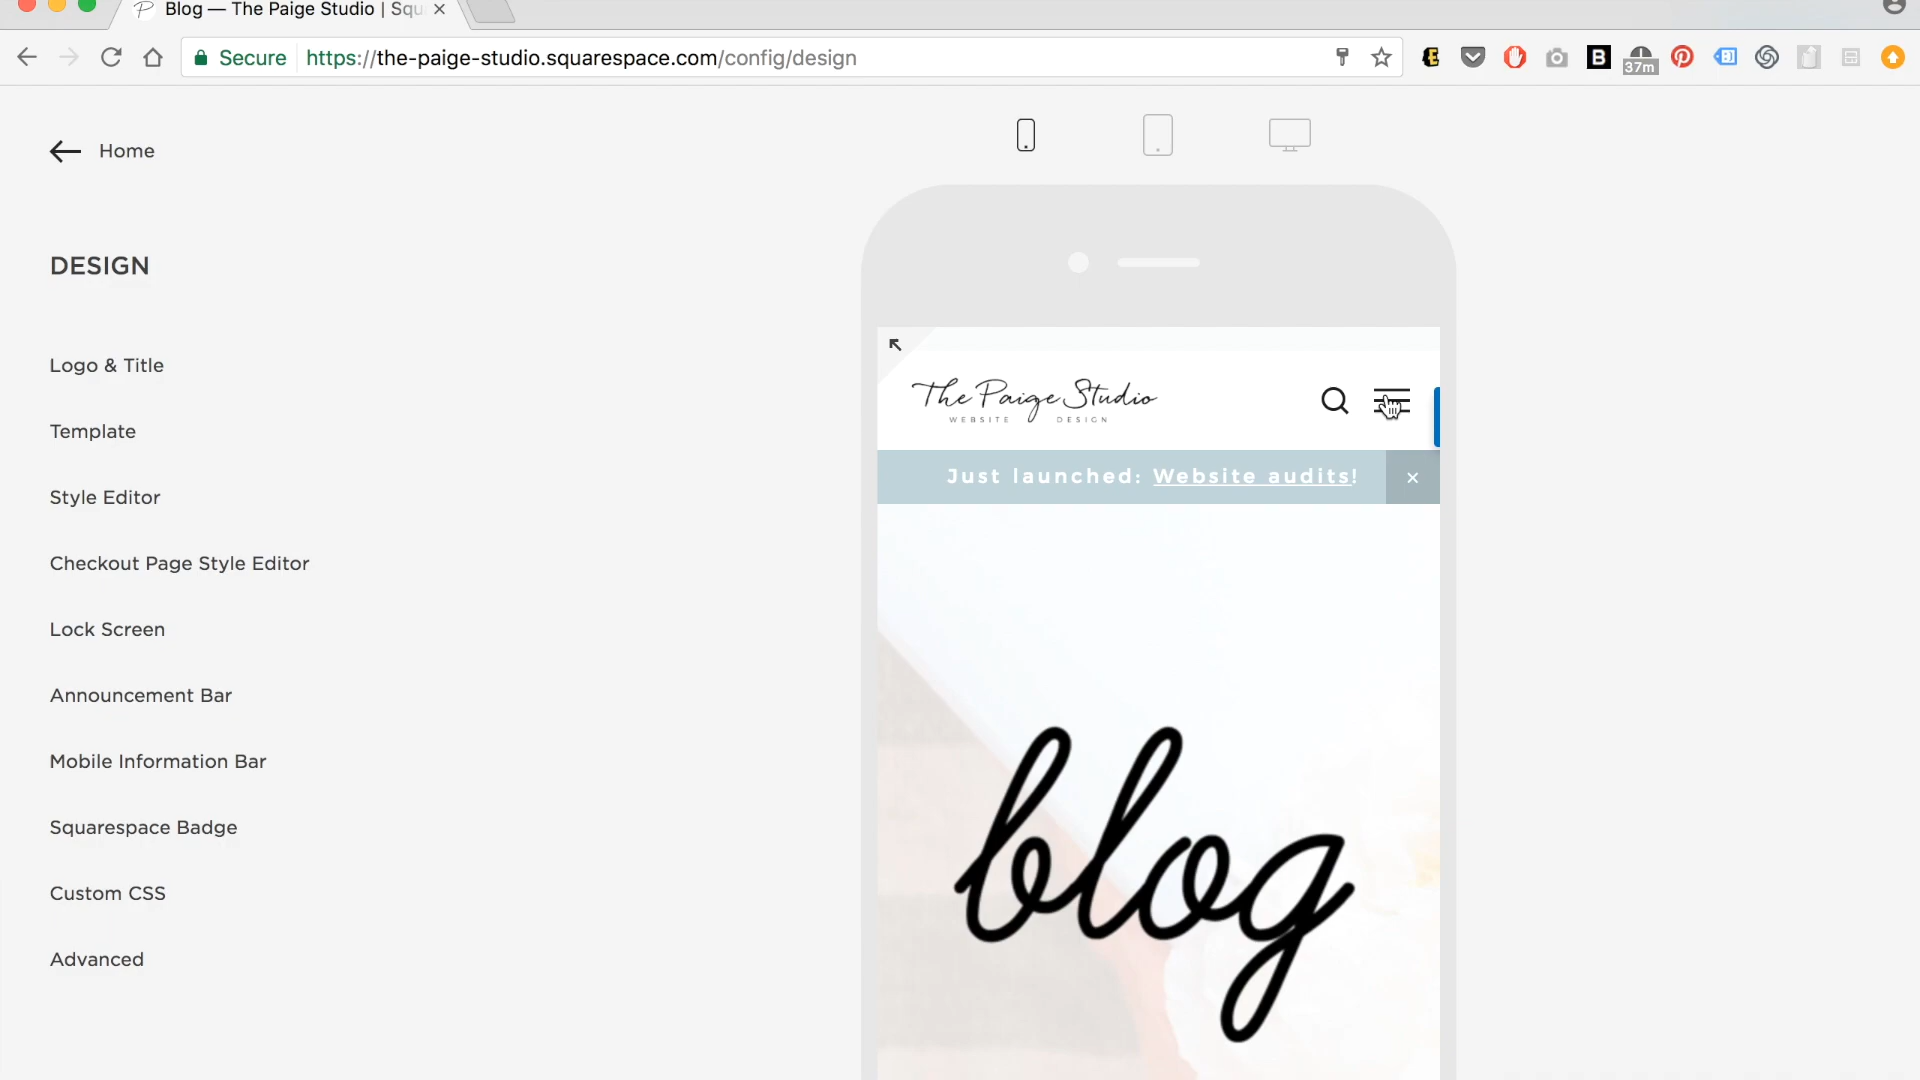 Blog — The Paige Studio | Squ
Secure
https://the-paige-studio.squarespace.com/config/design
B
37m
Home
DESIGN
Logo & Title
Template
Style Editor
Checkout Page Style Editor
Lock Screen
Announcement Bar
Mobile Information Bar
Squarespace Badge
Custom CSS
Advanced
The Paige Studio
WEBSITE DESIGN
Just launched: Website audits!
blog